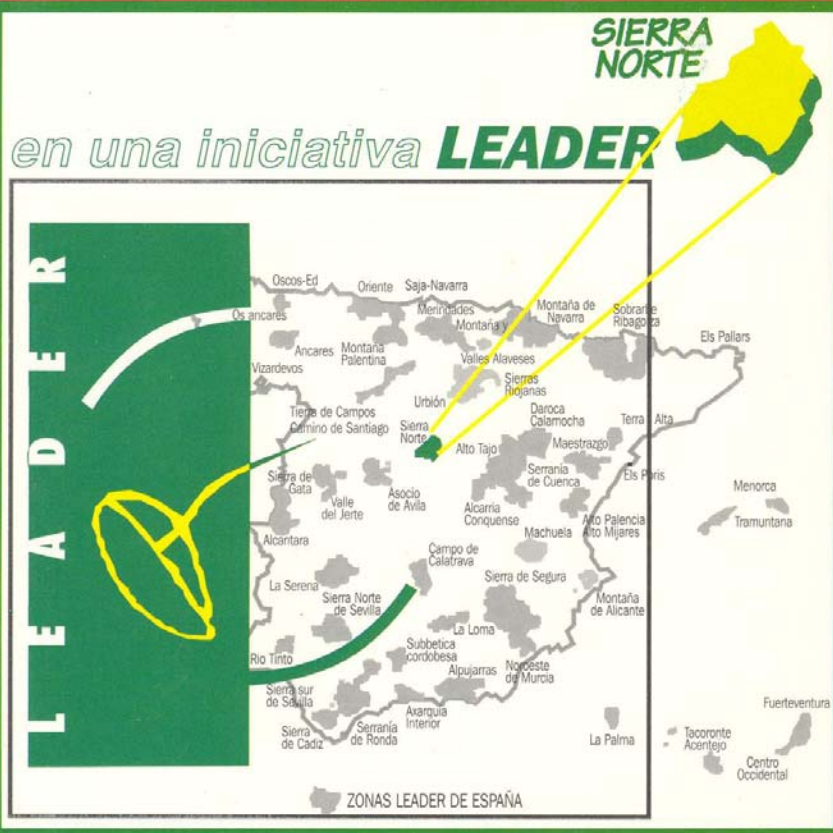 SIERRA
NORTE
en una iniciativa LEADER
LEADER
Oscos-Ed
Oriente
Saja-Navarra
Os ancares
Merindades
Montaña de
Navarra
Sobrarbe
Ribagorza
Montaña y
Els Pallars
Ancares
Montaña
Palentina
Valles Alaveses
Vizardevos
Sierras
Riojanas
Urbión
Tierra de Campos
Camino de Santiago
Sierra
Norte
Daroca
Calamocha
Terra Alta
Alto Tajo
Maestrazgo
Sierra de
Gata
Valle
del Jerte
Asocio
de Avila
Serranía
de Cuenca
Els Ports
Menorca
Tramuntana
Alcarria
Conquense
Alcantara
Machuela
Alto Palencia
Alto Mijares
Campo de
Calatrava
La Serena
Sierra de Segura
Sierra Norte
de Sevilla
Montaña
de Alicante
La Loma
Rio Tinto
Subbetica
cordobesa
Alpujarras
Noroeste
de Murcia
Sierra sur
de Sevilla
Axarquia
Interior
Sierra
de Cadiz
Serranía
de Ronda
La Palma
Fuerteventura
Tacoronte
Acentejo
Centro
Occidental
ZONAS LEADER DE ESPAÑA